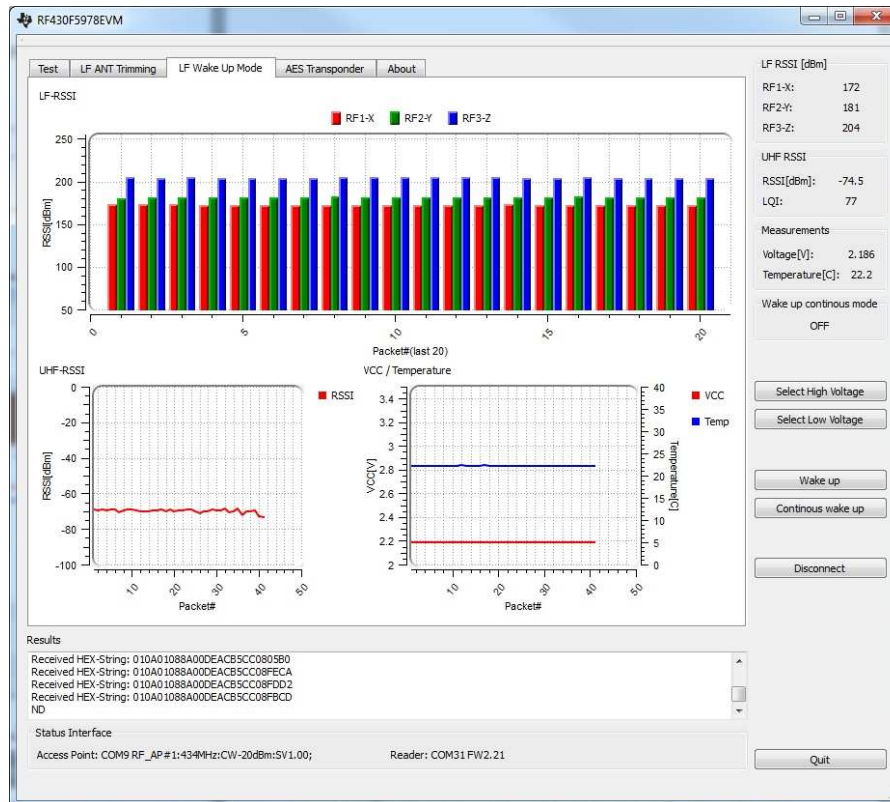 RF430F5978EVM
Test LF ANT Trimming LF Wake Up Mode AES Transponder About
LF-RSSI
RF1-X RF2-Y RF3-Z
250
200
150
100
50
RSSI[dBm]
0 5 10 15 20
Packet#(last 20)
UHF-RSSI
RSSI
0
-20
-40
-60
-80
-100
RSSI[dBm]
10 20 30 40 50
Packet#
VCC / Temperature
VCC
Temp
3.4
3.2
3
2.8
2.6
2.4
2.2
2
VCC[V]
40
35
30
25
20
15
10
5
0
Temperature[C]
10 20 30 40 50
Packet#
LF RSSI [dBm]
RF1-X: 172
RF2-Y: 181
RF3-Z: 204
UHF RSSI
RSSI[dBm]: -74.5
LQI: 77
Measurements
Voltage[V]: 2.186
Temperature[C]: 22.2
Wake up continous mode
OFF
Select High Voltage
Select Low Voltage
Wake up
Continous wake up
Disconnect
Results
Received HEX-String: 010A01088A00DEACB5CC0805B0
Received HEX-String: 010A01088A00DEACB5CC08FECA
Received HEX-String: 010A01088A00DEACB5CC08FDD2
Received HEX-String: 010A01088A00DEACB5CC08FBCD
ND
Status Interface
Access Point: COM9 RF_AP#1:434MHz:CW-20dBm:SV1.00; Reader: COM31 FW2.21
Quit